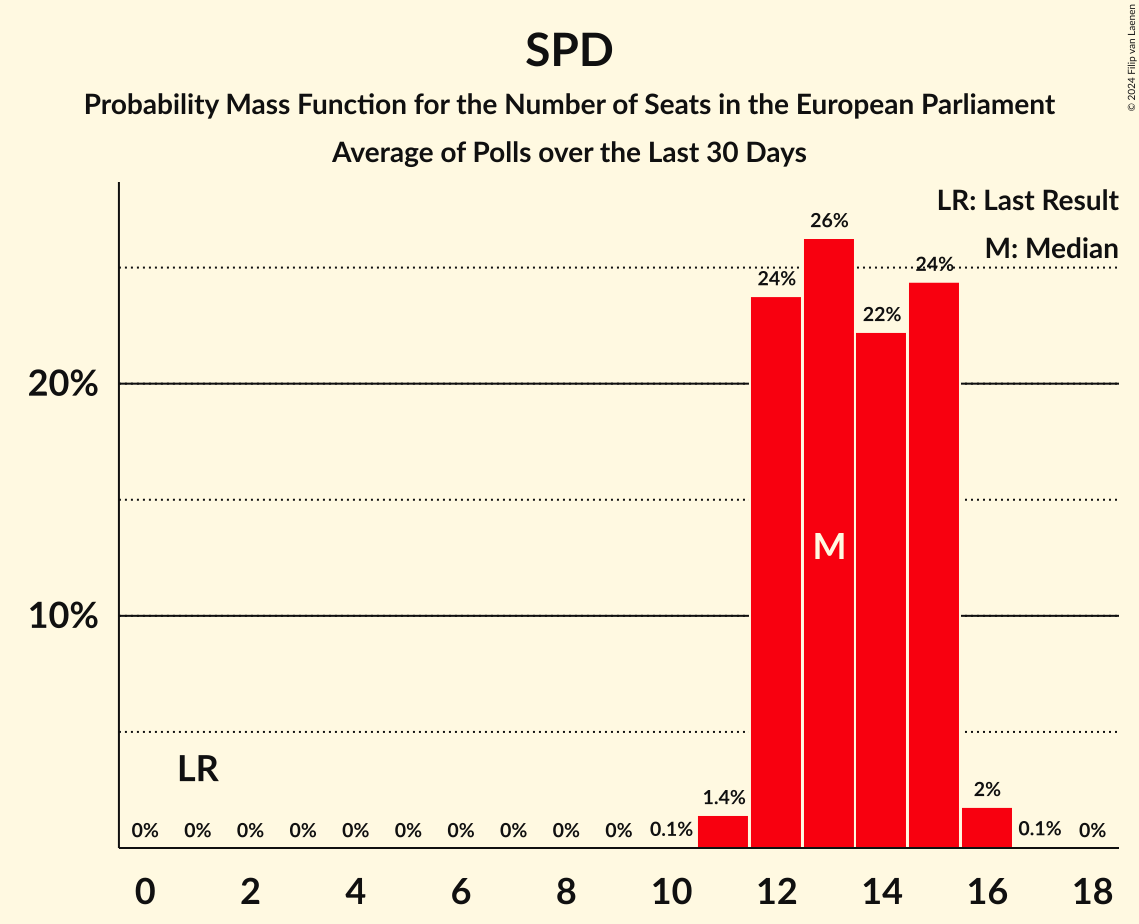 SPD
Probability Mass Function for the Number of Seats in the European Parliament
Average of Polls over the Last 30 Days
© 2024 Filip van Laenen
LR: Last Result
M: Median
26%
24%
24%
22%
20%
M
10%
LR
1.4%
2%
0% 0% 0% 0% 0% 0% 0% 0% 0% 0% 0.1% 0.1% 0%
0 2 4 6 8 10 12 14 16 18